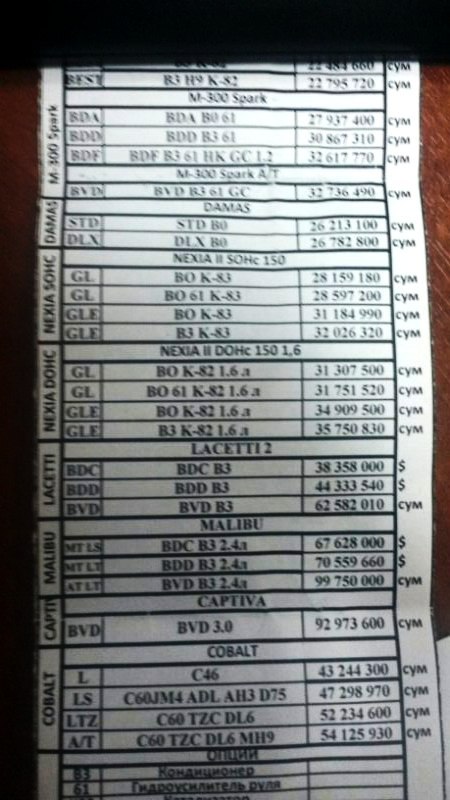 K-82 22 484 660 сум
BEST B3 H9 K-82 22 795 720 сум
M-300 Spark
M-300 Spark
BDA BDA B0 61 27 937 400 сум
BDD BDD B3 61 30 867 310 сум
BDF BDF B3 61 HK GC 1.2 32 617 770 сум
M-300 Spark A/T
BVD BVD B3 61 GC 32 736 490 сум
DAMAS
DAMAS
STD STD B0 26 213 100 сум
DLX DLX B0 26 782 800 сум
NEXIA SOHC
NEXIA II SOHc 150
GL BO K-83 28 159 180 сум
GL BO 61 K-83 28 597 200 сум
GLE BO K-83 31 184 990 сум
GLE B3 K-83 32 026 320 сум
NEXIA DOHC
NEXIA II DOHc 150 1,6
GL BO K-82 1.6 л 31 307 500 сум
GL BO 61 K-82 1.6 л 31 751 520 сум
GLE BO K-82 1.6 л 34 909 500 сум
GLE B3 K-82 1.6 л 35 750 830 сум
LACETTI
LACETTI 2
BDC BDC B3 38 358 000 $
BDD BDD B3 44 333 540 $
BVD BVD B3 62 582 010 сум
MALIBU
MALIBU
MT LS BDC B3 2.4л 67 628 000 $
MT LT BDD B3 2.4л 70 559 660 $
AT LT BVD B3 2.4л 99 750 000 сум
CAPTIV
CAPTIVA
BVD BVD 3.0 92 973 600 сум
COBALT
COBALT
L C46 43 244 300 сум
LS C60JM4 ADL AH3 D75 47 298 970 сум
LTZ C60 TZC DL6 52 234 600 сум
A/T C60 TZC DL6 MH9 54 125 930 сум
ОПЦИИ
B3 Кондиционер
61 Гидроусилитель руля